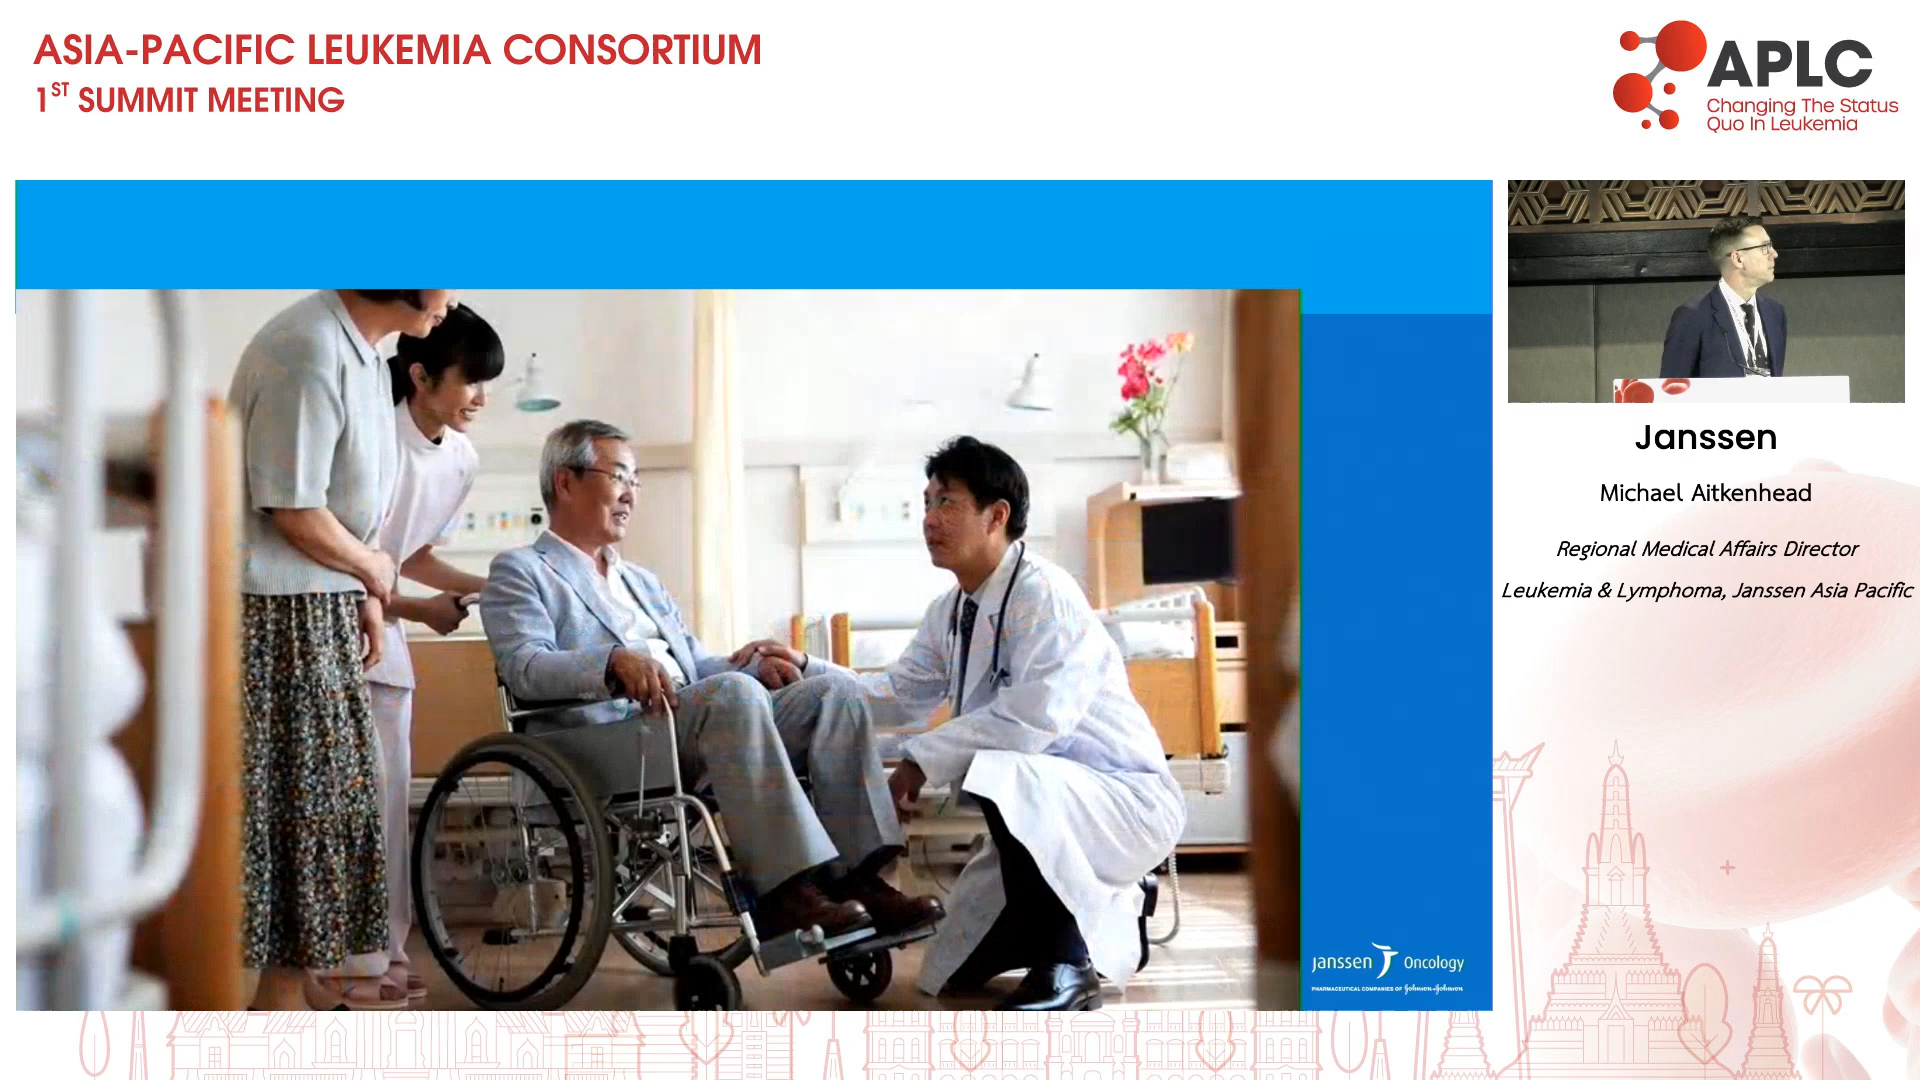 ASIA-PACIFIC LEUKEMIA CONSORTIUM
1ST SUMMIT MEETING
APLC
Changing The Status
Quo In Leukemia
Janssen
Michael Aitkenhead
Regional Medical Affairs Director
Leukemia & Lymphoma, Janssen Asia Pacific
janssen Oncology
PHARMACEUTICAL COMPANIES OF Johnson & Johnson